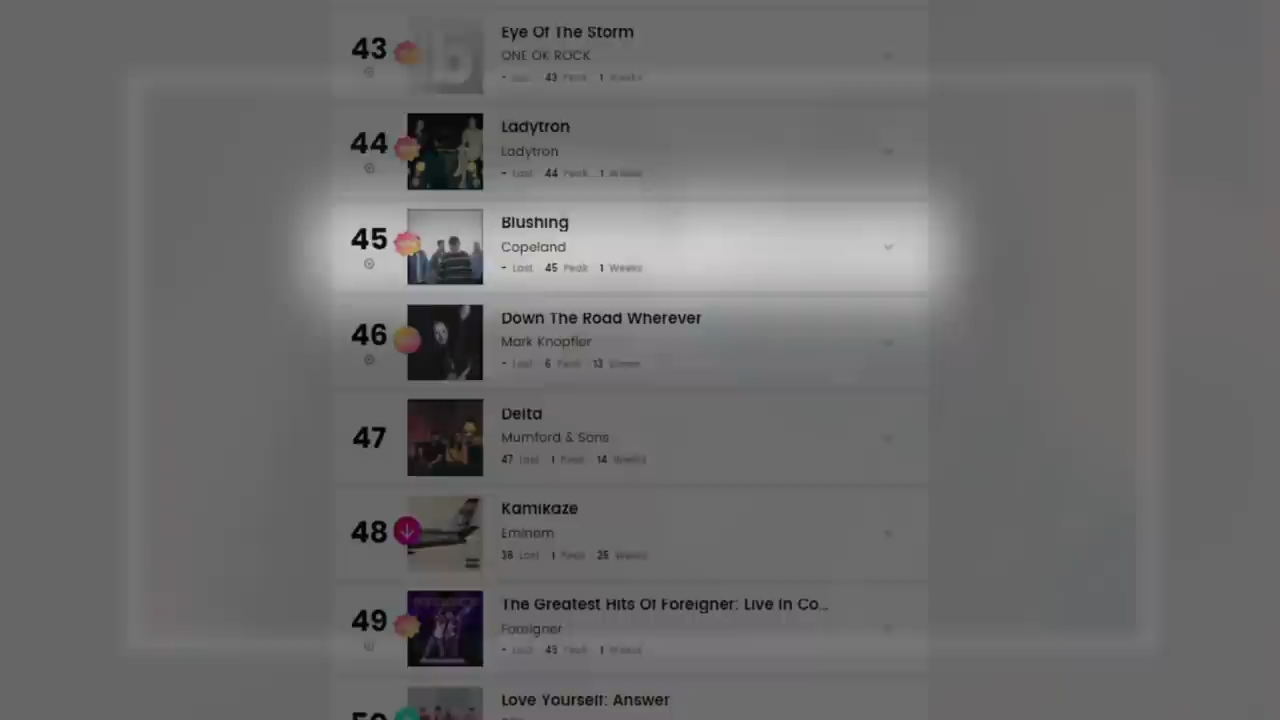 43
Eye Of The Storm
ONE OK ROCK
- Last 43 Peak 1 Weeks
44
Ladytron
Ladytron
- Last 44 Peak 1 Weeks
45
Blushing
Copeland
- Last 45 Peak 1 Weeks
46
Down The Road Wherever
Mark Knopfler
- Last 6 Peak 13 Weeks
47
Delta
Mumford & Sons
47 Last 1 Peak 14 Weeks
48
Kamikaze
Eminem
38 Last 1 Peak 25 Weeks
49
The Greatest Hits Of Foreigner: Live In Co...
Foreigner
- Last 49 Peak 1 Weeks
50
Love Yourself: Answer